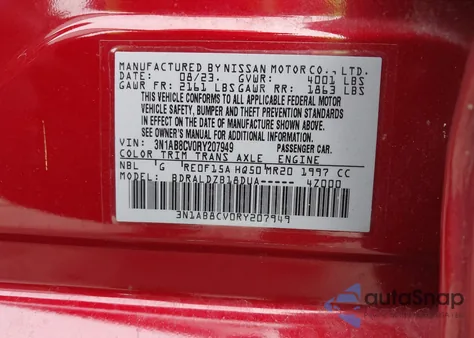 MANUFACTURED BY NISSAN MOTOR CO., LTD.
DATE: 08/23. GVWR: 4001 LBS
GAWR FR: 2161 LBS GAWR RR: 1863 LBS
THIS VEHICLE CONFORMS TO ALL APPLICABLE FEDERAL MOTOR
VEHICLE SAFETY, BUMPER AND THEFT PREVENTION STANDARDS
IN EFFECT ON THE DATE OF MANUFACTURE SHOWN ABOVE.
SEE OWNER'S MANUAL FOR ADDITIONAL INFORMATION.
VIN: 3N1AB8CV0RY207949 PASSENGER CAR.
COLOR TRIM TRANS AXLE ENGINE
NBL G RE0F15A HQ50 MR20 1997 CC
MODEL: BDRALDZB18DUA----- 4Z000
3N1AB8CV0RY207949
autoSnap